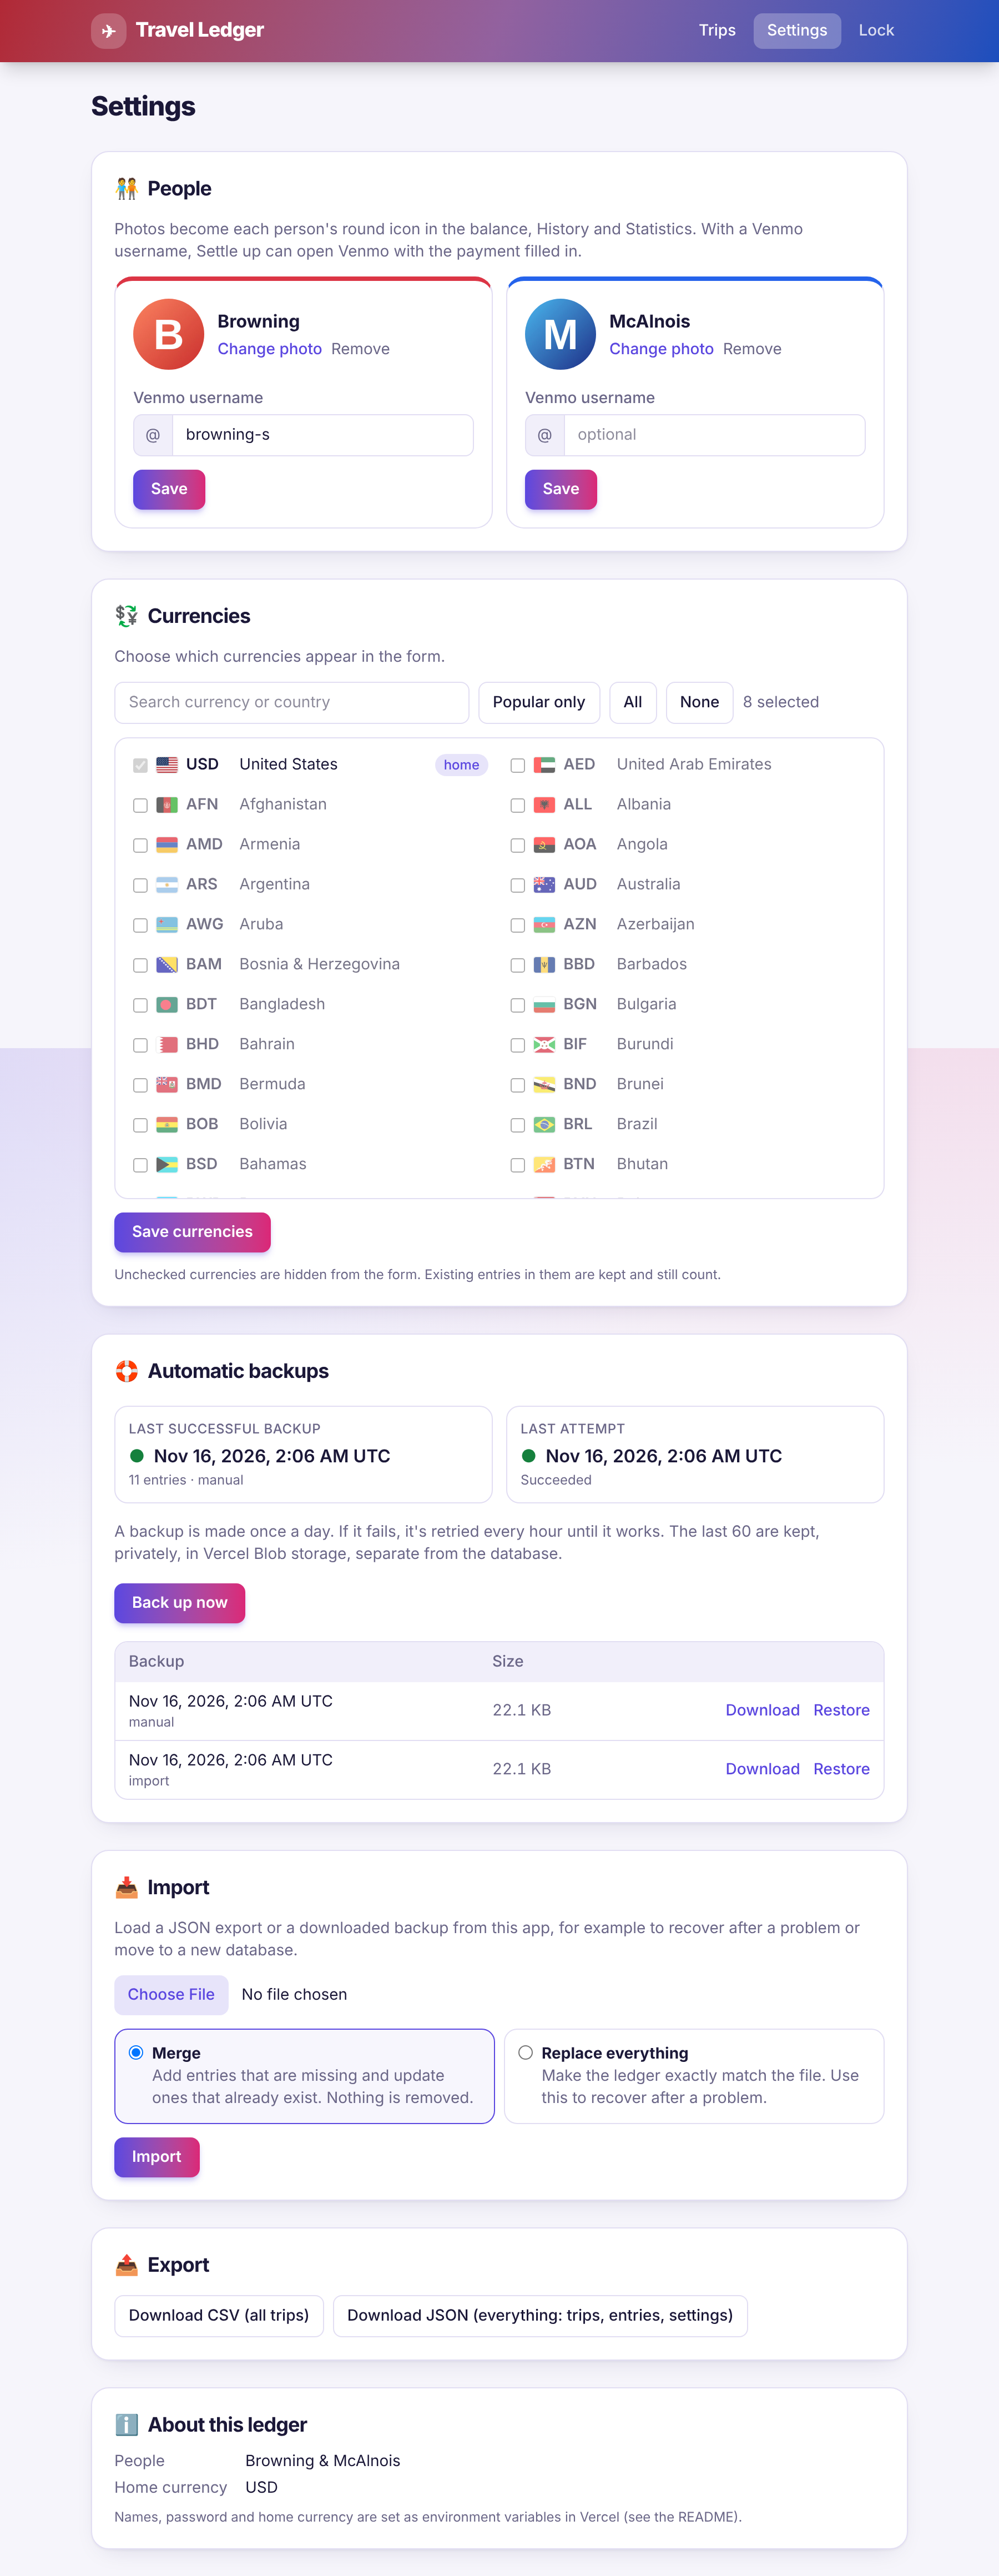 Travel Ledger
Trips
Settings
Lock
Settings
People
Photos become each person's round icon in the balance, History and Statistics. With a Venmo
username, Settle up can open Venmo with the payment filled in.
B
Browning
Change photo Remove
Venmo username
@ browning-s
Save
M
McAlnois
Change photo Remove
Venmo username
@ optional
Save
Currencies
Choose which currencies appear in the form.
Search currency or country
Popular only
All
None
8 selected
USD United States home
AED United Arab Emirates
AFN Afghanistan
ALL Albania
AMD Armenia
AOA Angola
ARS Argentina
AUD Australia
AWG Aruba
AZN Azerbaijan
BAM Bosnia & Herzegovina
BBD Barbados
BDT Bangladesh
BGN Bulgaria
BHD Bahrain
BIF Burundi
BMD Bermuda
BND Brunei
BOB Bolivia
BRL Brazil
BSD Bahamas
BTN Bhutan
Save currencies
Unchecked currencies are hidden from the form. Existing entries in them are kept and still count.
Automatic backups
LAST SUCCESSFUL BACKUP
Nov 16, 2026, 2:06 AM UTC
11 entries · manual
LAST ATTEMPT
Nov 16, 2026, 2:06 AM UTC
Succeeded
A backup is made once a day. If it fails, it's retried every hour until it works. The last 60 are kept,
privately, in Vercel Blob storage, separate from the database.
Back up now
Backup Size
Nov 16, 2026, 2:06 AM UTC
manual
22.1 KB
Download Restore
Nov 16, 2026, 2:06 AM UTC
import
22.1 KB
Download Restore
Import
Load a JSON export or a downloaded backup from this app, for example to recover after a problem or
move to a new database.
Choose File No file chosen
Merge
Add entries that are missing and update
ones that already exist. Nothing is removed.
Replace everything
Make the ledger exactly match the file. Use
this to recover after a problem.
Import
Export
Download CSV (all trips)
Download JSON (everything: trips, entries, settings)
About this ledger
People Browning & McAlnois
Home currency USD
Names, password and home currency are set as environment variables in Vercel (see the README).